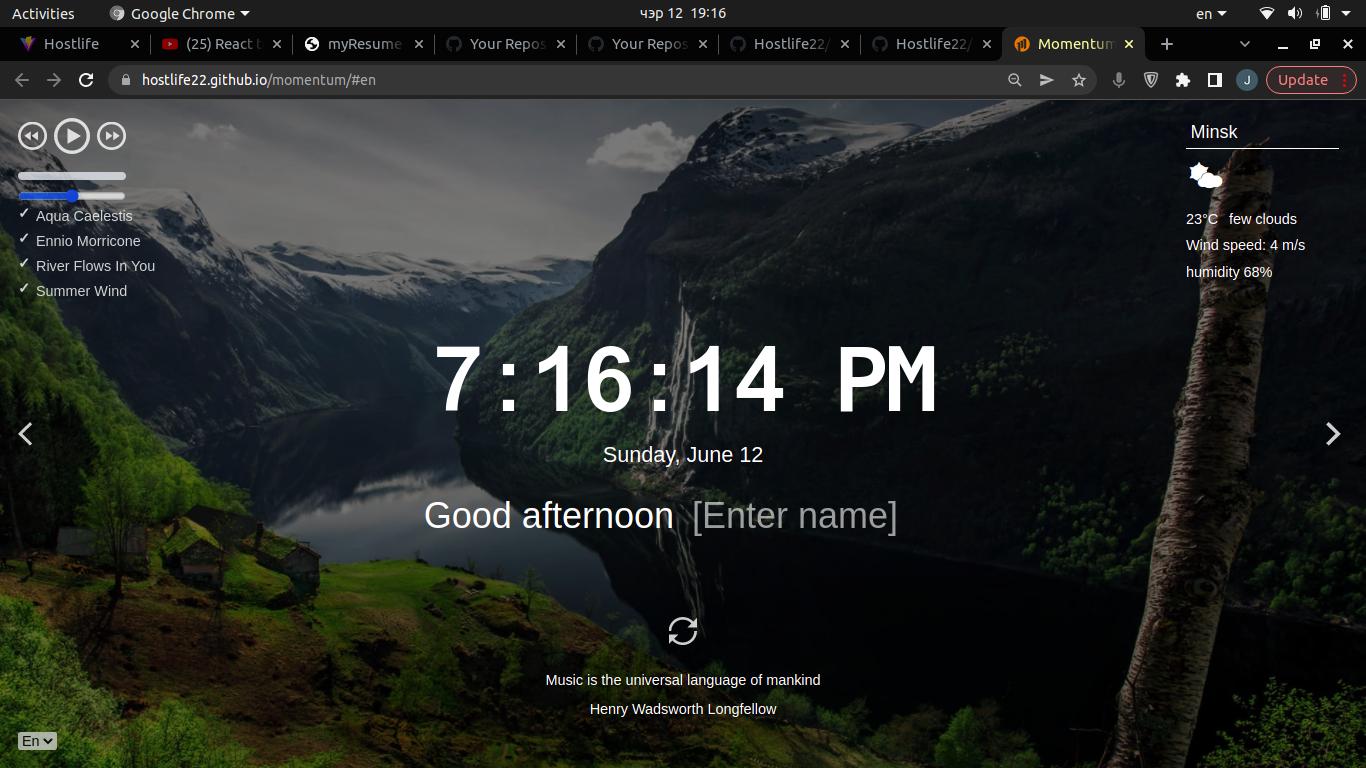 Activities
Google Chrome
чэр 12 19:16
en
Hostlife
(25) React t
myResume
Your Repos
Your Repos
Hostlife22/
Hostlife22/
Momentum
hostlife22.github.io/momentum/#en
J
Update
Aqua Caelestis
Ennio Morricone
River Flows In You
Summer Wind
Minsk
23°C few clouds
Wind speed: 4 m/s
humidity 68%
7:16:14 PM
Sunday, June 12
Good afternoon [Enter name]
Music is the universal language of mankind
Henry Wadsworth Longfellow
En